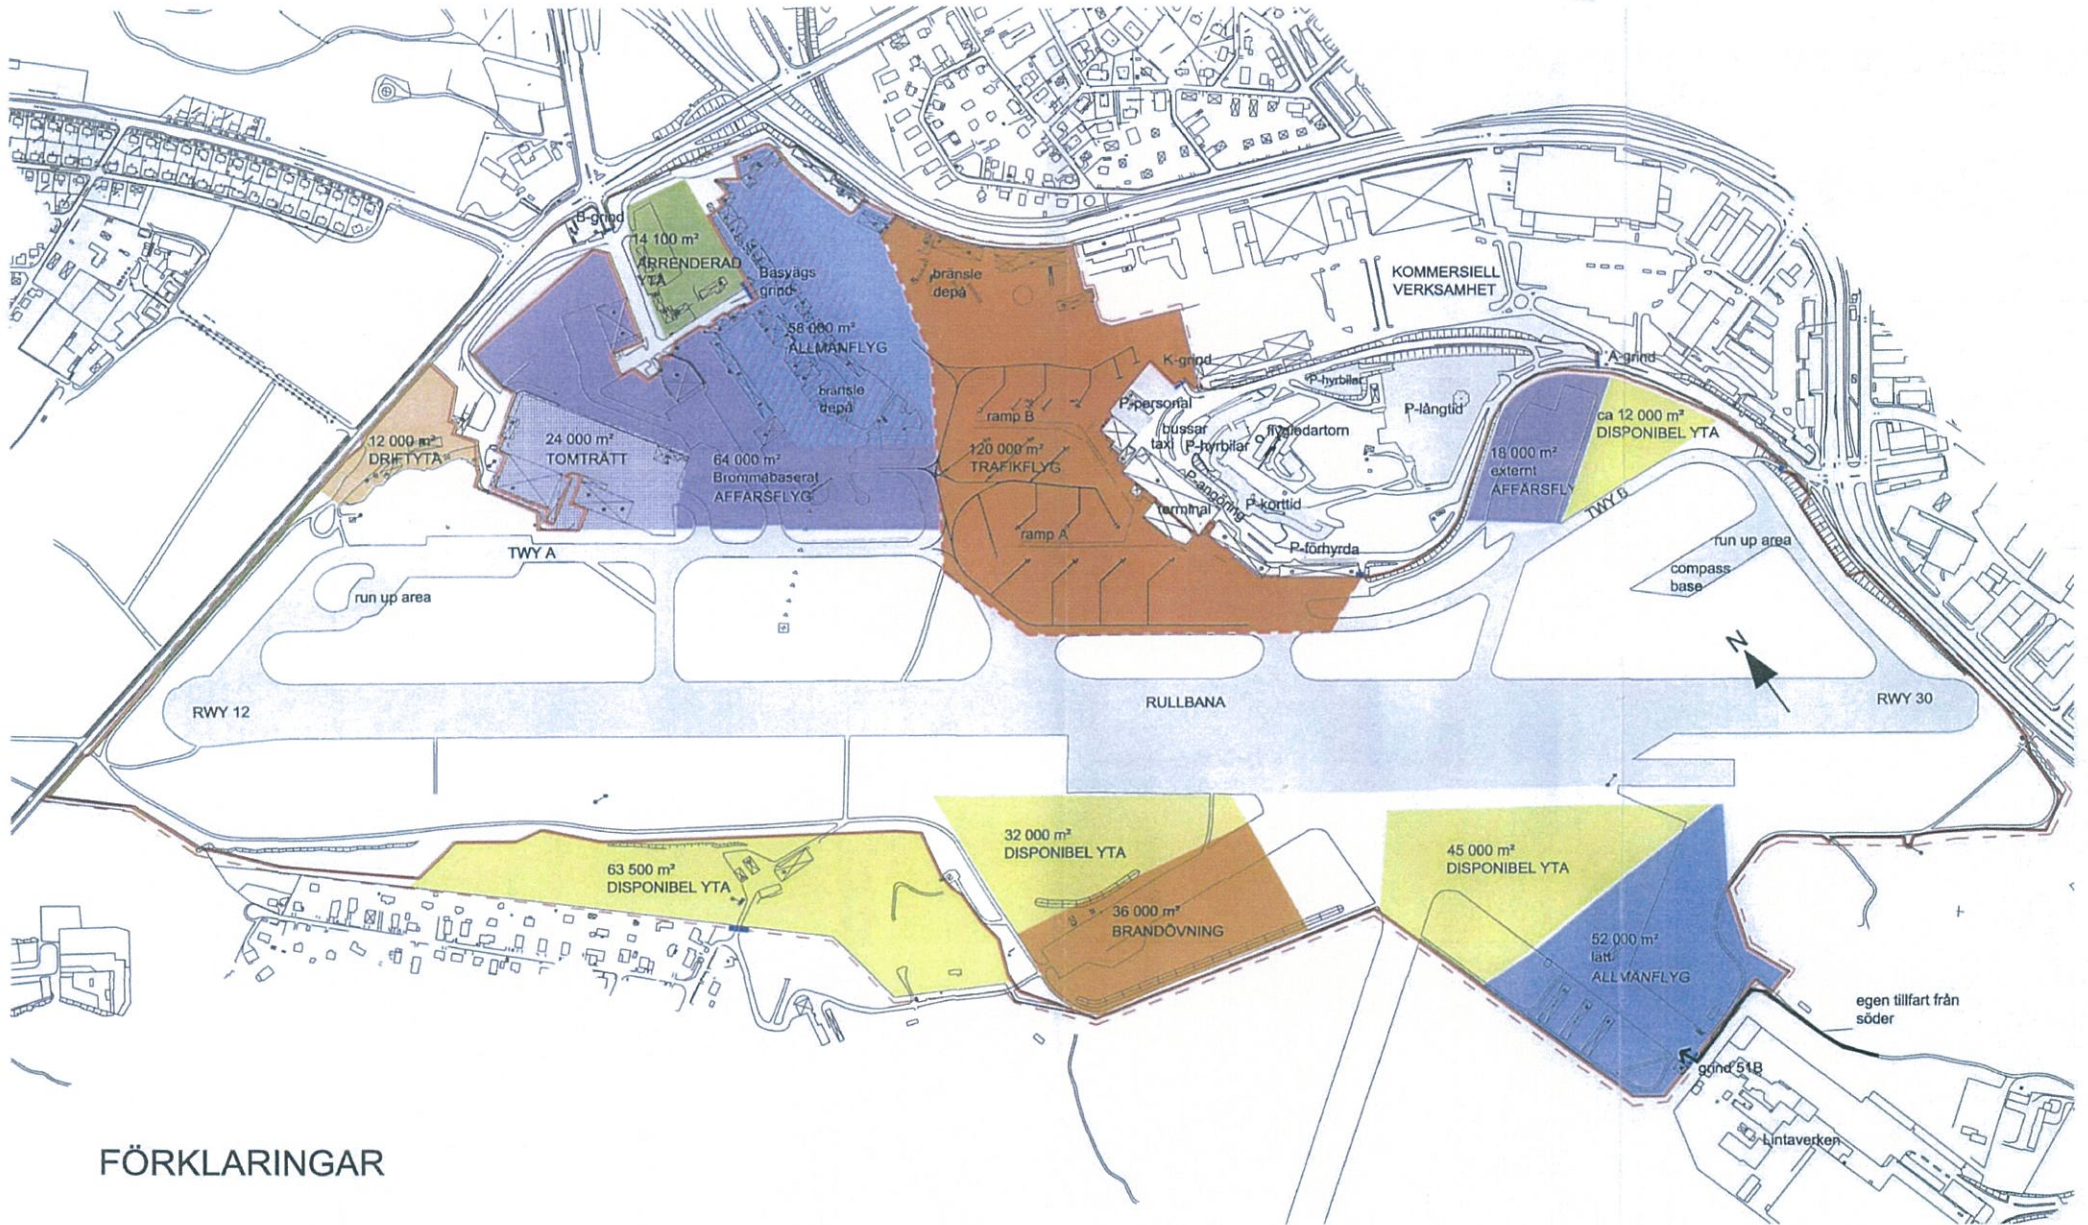 B-grind
14 100 m²
ARRENDERAD
YTA
Basvägs
grind
bränsle
depå
KOMMERSIELL
VERKSAMHET
58 000 m²
ALLMÄNFLYG
bränsle
depå
K-grind
A-grind
P-hyrbilar
P-personal
P-långtid
ramp B
bussar
taxi
P-hyrbilar
flygledartorn
ca 12 000 m²
DISPONIBEL YTA
12 000 m²
DRIFTYTA
24 000 m²
TOMTRÄTT
64 000 m²
Brommabaserat
AFFÄRSFLYG
120 000 m²
TRAFIKFLYG
18 000 m²
externt
AFFÄRSFLY
P-angöring
P-korttid
terminal
TWY B
ramp A
P-förhyrda
TWY A
run up area
compass
base
run up area
N
RWY 12
RULLBANA
RWY 30
32 000 m²
DISPONIBEL YTA
45 000 m²
DISPONIBEL YTA
63 500 m²
DISPONIBEL YTA
36 000 m²
BRANDÖVNING
52 000 m²
lätt
ALLMÄNFLYG
egen tillfart från
söder
grind 51B
Lintaverken
FÖRKLARINGAR